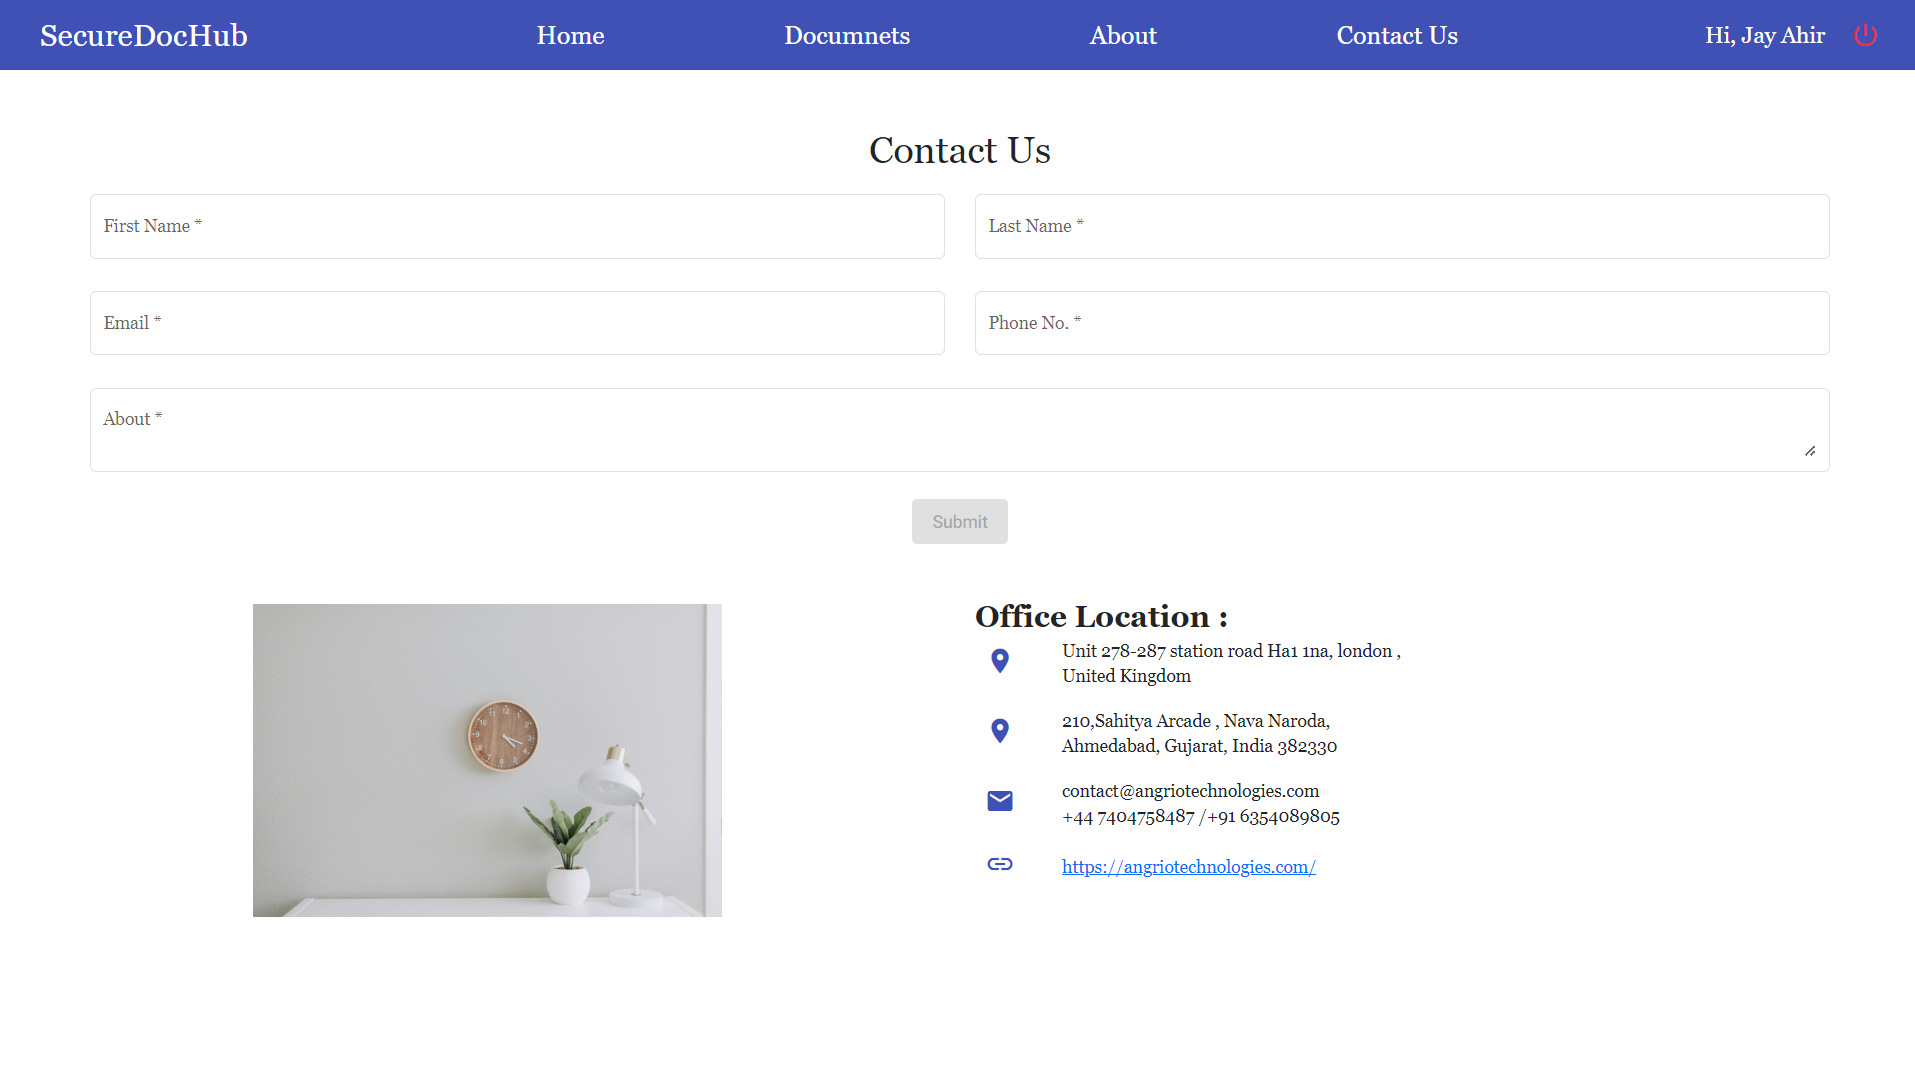 SecureDocHub
Home
Documnets
About
Contact Us
Hi, Jay Ahir
Contact Us
First Name *
Last Name *
Email *
Phone No. *
About *
Submit
Office Location :
Unit 278-287 station road Ha1 1na, london ,
United Kingdom
210,Sahitya Arcade , Nava Naroda,
Ahmedabad, Gujarat, India 382330
contact@angriotechnologies.com
+44 7404758487 /+91 6354089805
https://angriotechnologies.com/